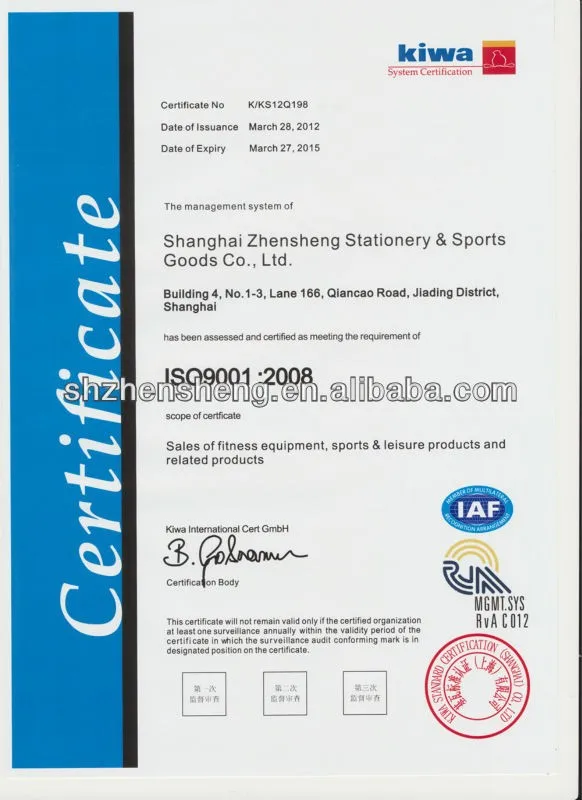 Certificate
kiwa
System Certification
Certificate No K/KS12Q198
Date of Issuance March 28, 2012
Date of Expiry March 27, 2015
The management system of
Shanghai Zhensheng Stationery & Sports
Goods Co., Ltd.
Building 4, No.1-3, Lane 166, Qiancao Road, Jiading District,
Shanghai
has been assessed and certified as meeting the requirement of
ISO9001:2008
shzhensheng.en.alibaba.com
scope of certficate
Sales of fitness equipment, sports & leisure products and
related products
MEMBER OF MULTILATERAL
IAF
RECOGNITION ARRANGEMENT
Kiwa International Cert GmbH
Certification Body
MGMT.SYS
RvA C012
This certificate will not remain valid only if the certified organization
at least one surveillance annually within the validity period of the
certificate in which the surveillance audit conforming mark is in
designated position on the certificate.
第一次
监督审查
第二次
监督审查
第三次
监督审查
KIWA STANDARD CERTIFICATION (SHANGHAI) CO., LTD